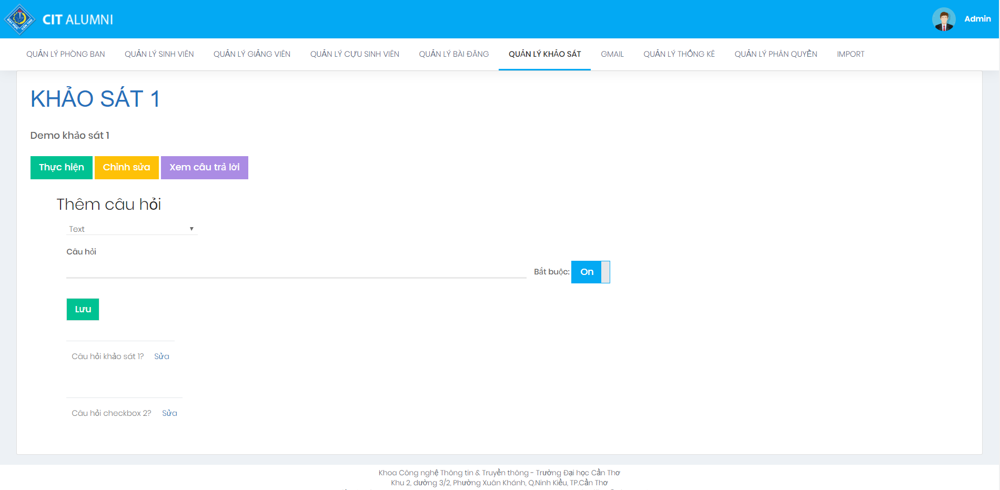 ĐẠI HỌC CẦN THƠ
CIT ALUMNI
Admin
QUẢN LÝ PHÒNG BAN QUẢN LÝ SINH VIÊN QUẢN LÝ GIẢNG VIÊN QUẢN LÝ CỰU SINH VIÊN QUẢN LÝ BÀI ĐĂNG QUẢN LÝ KHẢO SÁT GMAIL QUẢN LÝ THỐNG KÊ QUẢN LÝ PHÂN QUYỀN IMPORT
KHẢO SÁT 1
Demo khảo sát 1
Thực hiện Chỉnh sửa Xem câu trả lời
Thêm câu hỏi
Text
Câu hỏi
Bắt buộc: On
Lưu
Câu hỏi khảo sát 1? Sửa
Câu hỏi checkbox 2? Sửa
Khoa Công nghệ Thông tin & Truyền thông - Trường Đại học Cần Thơ
Khu 2, đường 3/2, Phường Xuân Khánh, Q.Ninh Kiều, TP.Cần Thơ